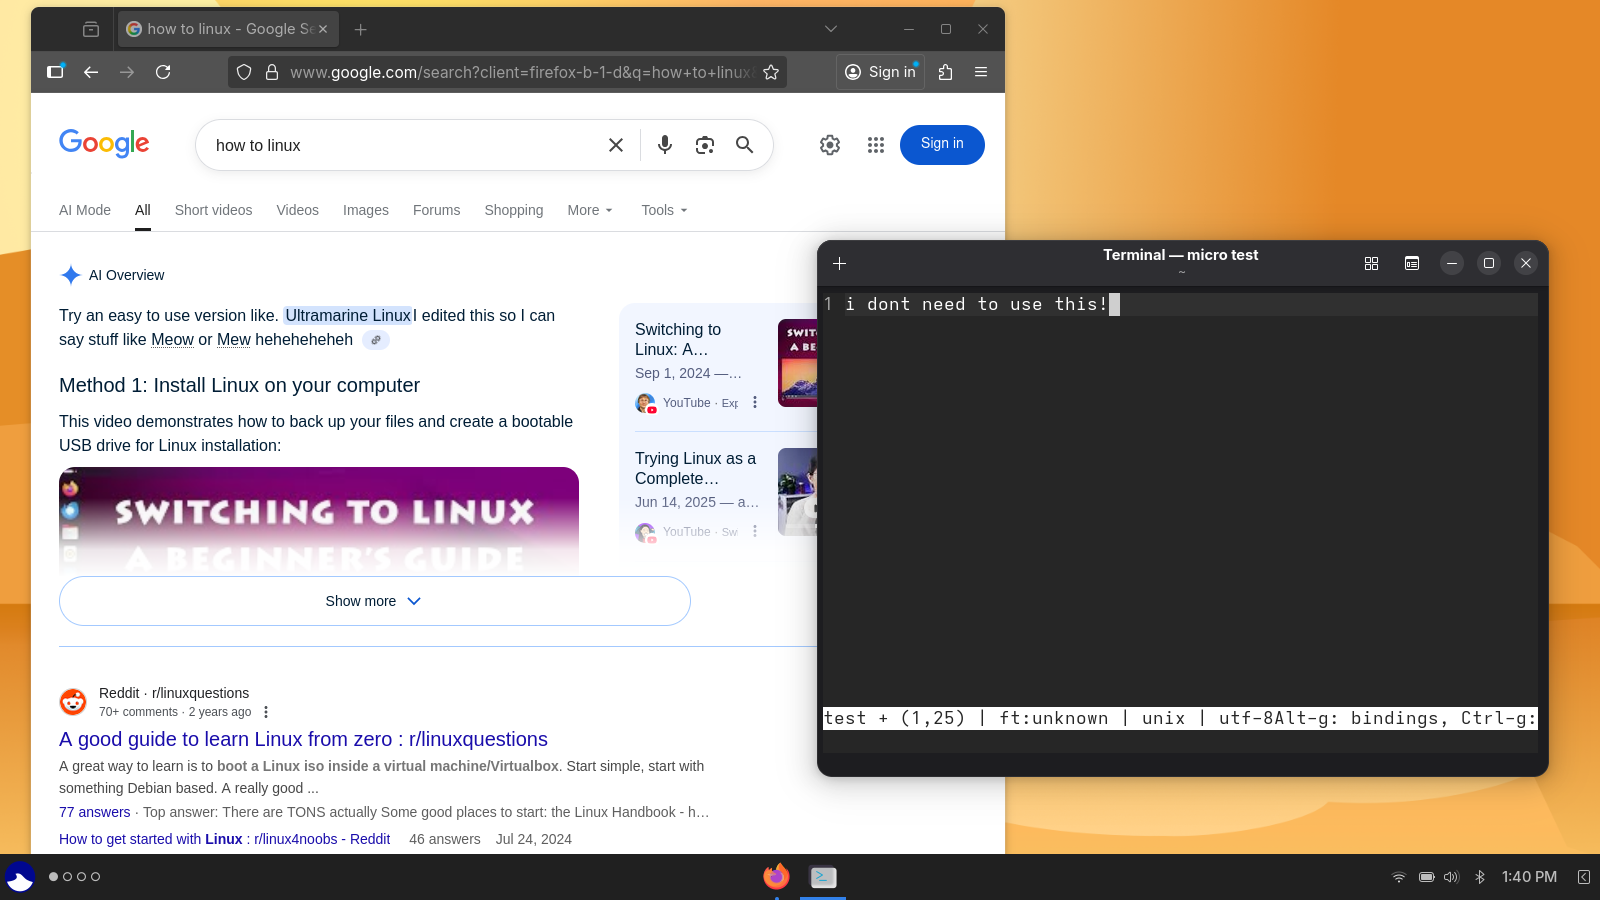 how to linux - Google Se
www.google.com/search?client=firefox-b-1-d&q=how+to+linux
Sign in
Google
how to linux
Sign in
AI Mode
All
Short videos
Videos
Images
Forums
Shopping
More
Tools
AI Overview
Try an easy to use version like. Ultramarine Linux I edited this so I can
say stuff like Meow or Mew heheheheheh
Method 1: Install Linux on your computer
This video demonstrates how to back up your files and create a bootable
USB drive for Linux installation:
SWITCHING TO LINUX
A BEGINNER'S GUIDE
Switching to
Linux: A…
Sep 1, 2024 —…
YouTube · Exp
SWITC
A BE
Trying Linux as a
Complete…
Jun 14, 2025 — a…
YouTube · Sw
Show more
Reddit · r/linuxquestions
70+ comments · 2 years ago
A good guide to learn Linux from zero : r/linuxquestions
A great way to learn is to boot a Linux iso inside a virtual machine/Virtualbox. Start simple, start with
something Debian based. A really good ...
77 answers · Top answer: There are TONS actually Some good places to start: the Linux Handbook - h…
How to get started with Linux : r/linux4noobs - Reddit 46 answers Jul 24, 2024
Terminal — micro test
~
1 i dont need to use this!
test + (1,25) | ft:unknown | unix | utf-8Alt-g: bindings, Ctrl-g:
1:40 PM